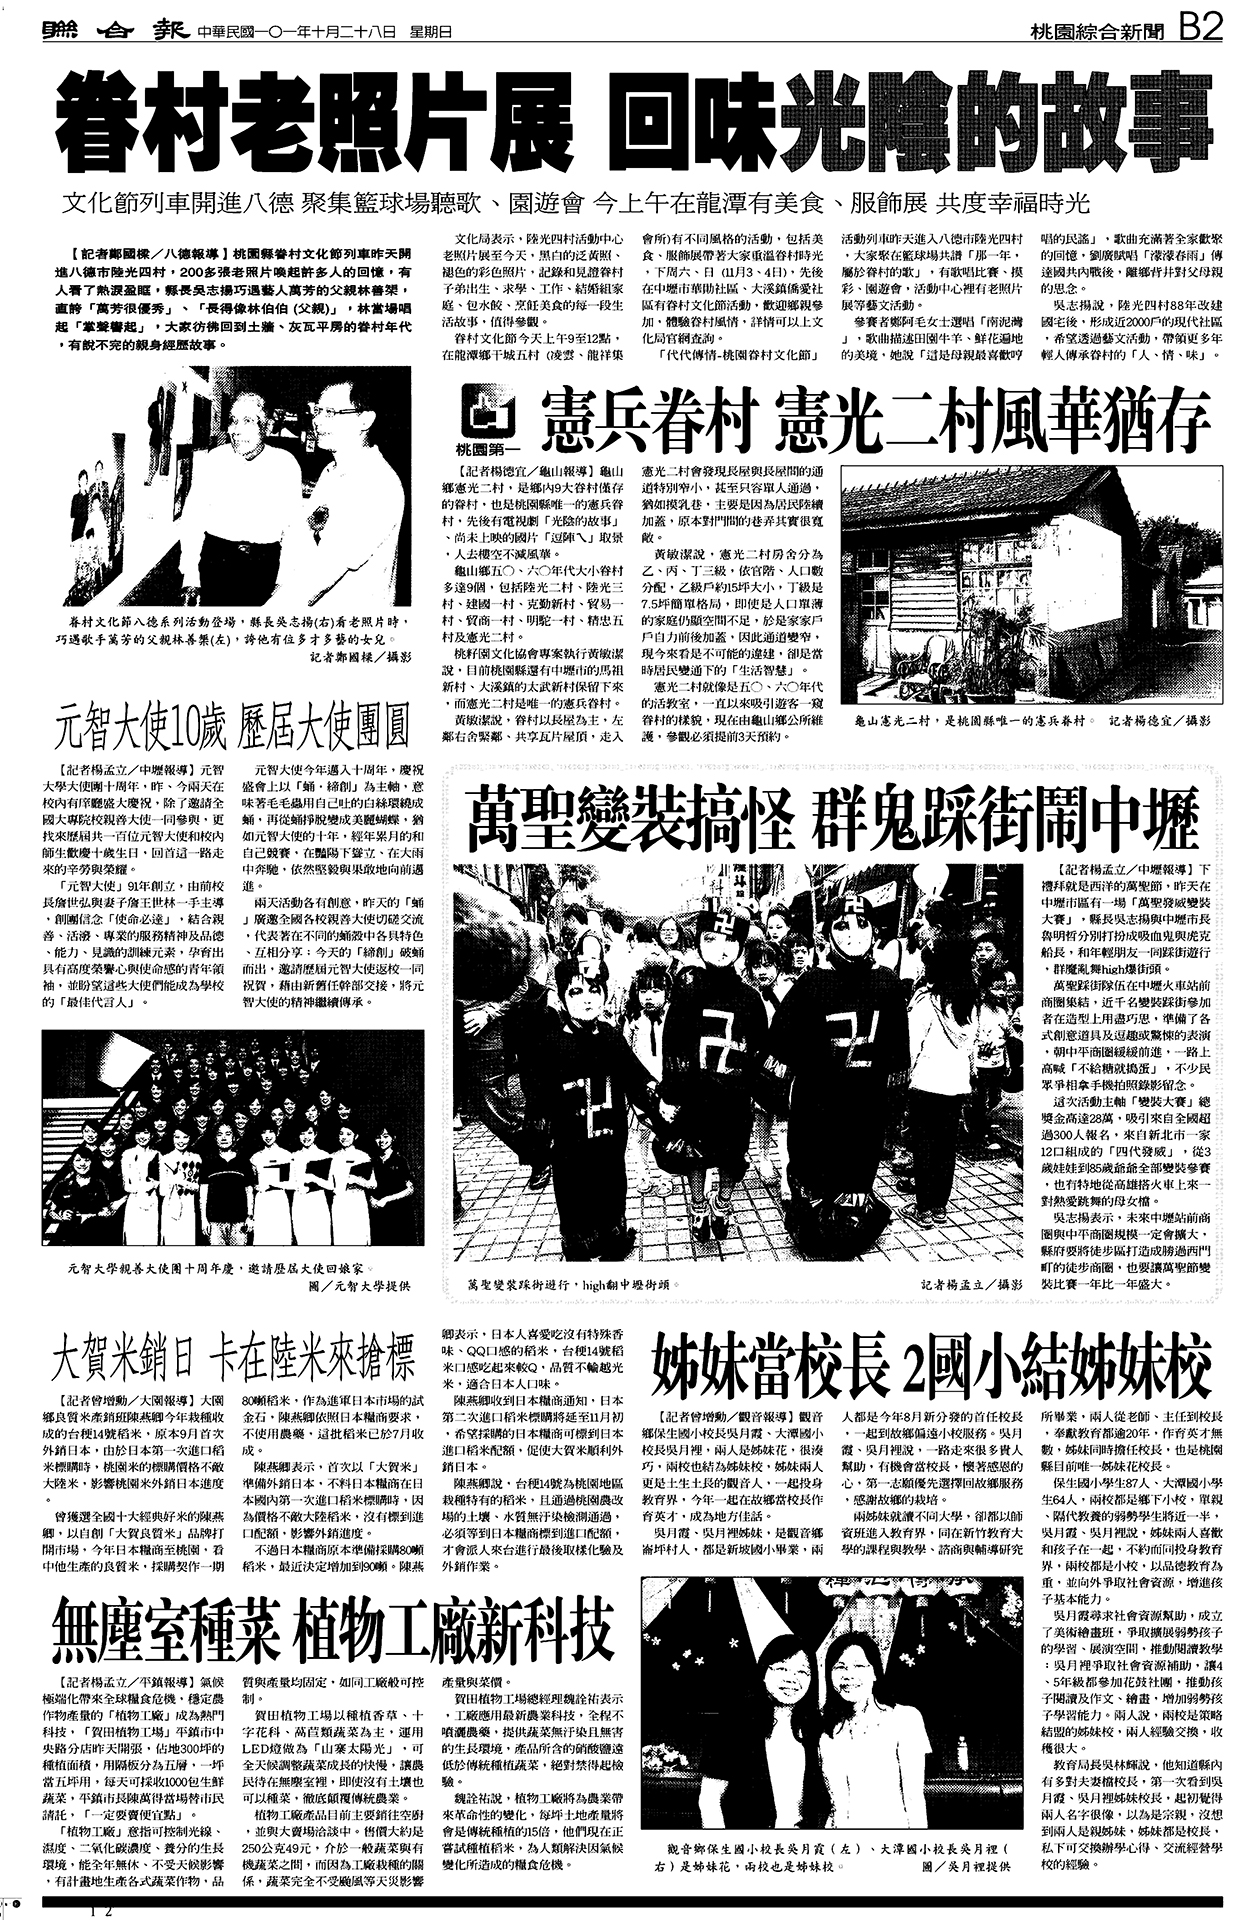 聯合報 中華民國一〇一年十月二十八日 星期日
桃園綜合新聞 B2
眷村老照片展 回味光陰的故事
文化節列車開進八德 聚集籃球場聽歌、園遊會 今上午在龍潭有美食、服飾展 共度幸福時光
【記者鄭國樑／八德報導】桃園縣眷村文化節列車昨天開
進八德市陸光四村，200多張老照片喚起許多人的回憶，有
人看了熱淚盈眶，縣長吳志揚巧遇藝人萬芳的父親林善桀，
直誇「萬芳很優秀」、「長得像林伯伯 (父親)」，林當場唱
起「掌聲響起」，大家彷彿回到土牆、灰瓦平房的眷村年代
，有說不完的親身經歷故事。
文化局表示，陸光四村活動中心
老照片展至今天，黑白的泛黃照、
褪色的彩色照片，記錄和見證眷村
子弟出生、求學、工作、結婚組家
庭、包水餃、烹飪美食的每一段生
活故事，值得參觀。
眷村文化節今天上午9至12點，
在龍潭鄉干城五村 (凌雲、龍祥集
會所)有不同風格的活動，包括美
食、服飾展帶著大家重溫眷村時光
，下周六、日 (11月3、4日)，先後
在中壢市華勛社區、大溪鎮僑愛社
區有眷村文化節活動，歡迎鄉親參
加，體驗眷村風情，詳情可以上文
化局官網查詢。
「代代傳情-桃園眷村文化節」
活動列車昨天進入八德市陸光四村
，大家聚在籃球場共譜「那一年，
屬於眷村的歌」，有歌唱比賽、摸
彩、園遊會，活動中心裡有老照片
展等藝文活動。
參賽者鄭阿毛女士選唱「南泥灣
」，歌曲描述田園牛羊、鮮花遍地
的美境，她說「這是母親最喜歡哼
唱的民謠」，歌曲充滿著全家歡聚
的回憶，劉廣賦唱「濛濛春雨」傳
達國共內戰後，離鄉背井對父母親
的思念。
吳志揚說，陸光四村88年改建
國宅後，形成近2000戶的現代社區
，希望透過藝文活動，帶領更多年
輕人傳承眷村的「人、情、味」。
眷村文化節八德系列活動登場，縣長吳志揚(右)看老照片時，
巧遇歌手萬芳的父親林善桀(左)，誇他有位多才多藝的女兒。
記者鄭國樑／攝影
桃園第一
憲兵眷村 憲光二村風華猶存
【記者楊德宜／龜山報導】龜山
鄉憲光二村，是鄉內9大眷村僅存
的眷村，也是桃園縣唯一的憲兵眷
村，先後有電視劇「光陰的故事」
、尚未上映的國片「逗陣ㄟ」取景
，人去樓空不減風華。
龜山鄉五〇、六〇年代大小眷村
多達9個，包括陸光二村、陸光三
村、建國一村、克勤新村、貿易一
村、貿商一村、明駝一村、精忠五
村及憲光二村。
桃籽園文化協會專案執行黃敏潔
說，目前桃園縣還有中壢市的馬祖
新村、大溪鎮的太武新村保留下來
，而憲光二村是唯一的憲兵眷村。
黃敏潔說，眷村以長屋為主，左
鄰右舍緊鄰、共享瓦片屋頂，走入
憲光二村會發現長屋與長屋間的通
道特別窄小，甚至只容單人通過，
猶如摸乳巷，主要是因為居民陸續
加蓋，原本對門間的巷弄其實很寬
敞。
黃敏潔說，憲光二村房舍分為
乙、丙、丁三級，依官階、人口數
分配，乙級戶約15坪大小，丁級是
7.5坪簡單格局，即使是人口單薄
的家庭仍顯空間不足，於是家家戶
戶自力前後加蓋，因此通道變窄，
現今來看是不可能的違建，卻是當
時居民變通下的「生活智慧」。
憲光二村就像是五〇、六〇年代
的活教室，一直以來吸引遊客一窺
眷村的樣貌，現在由龜山鄉公所維
護，參觀必須提前3天預約。
龜山憲光二村，是桃園縣唯一的憲兵眷村。 記者楊德宜／攝影
元智大使10歲 歷屆大使團圓
【記者楊孟立／中壢報導】元智
大學大使團十周年，昨、今兩天在
校內有庠廳盛大慶祝，除了邀請全
國大專院校親善大使一同參與，更
找來歷屆共一百位元智大使和校內
師生歡慶十歲生日，回首這一路走
來的辛勞與榮耀。
「元智大使」91年創立，由前校
長詹世弘與妻子詹王世林一手主導
，創團信念「使命必達」，結合親
善、活潑、專業的服務精神及品德
、能力、見識的訓練元素，孕育出
具有高度榮譽心與使命感的青年領
袖，並盼望這些大使們能成為學校
的「最佳代言人」。
元智大使今年邁入十周年，慶祝
盛會上以「蛹．締創」為主軸，意
味著毛毛蟲用自己吐的白絲環繞成
蛹，再從蛹掙脫變成美麗蝴蝶，猶
如元智大使的十年，經年累月的和
自己競賽，在豔陽下聳立、在大雨
中奔馳，依然堅毅與果敢地向前邁
進。
兩天活動各有創意，昨天的「蛹
」廣邀全國各校親善大使切磋交流
，代表著在不同的蛹殼中各具特色
、互相分享；今天的「締創」破蛹
而出，邀請歷屆元智大使返校一同
祝賀，藉由新舊任幹部交接，將元
智大使的精神繼續傳承。
元智大學親善大使團十周年慶，邀請歷屆大使回娘家。
圖／元智大學提供
萬聖變裝搞怪 群鬼踩街鬧中壢
【記者楊孟立／中壢報導】下
禮拜就是西洋的萬聖節，昨天在
中壢市區有一場「萬聖發威變裝
大賽」，縣長吳志揚與中壢市長
魯明哲分別打扮成吸血鬼與虎克
船長，和年輕朋友一同踩街遊行
，群魔亂舞high爆街頭。
萬聖踩街隊伍在中壢火車站前
商圈集結，近千名變裝踩街參加
者在造型上用盡巧思，準備了各
式創意道具及逗趣或驚悚的表演
，朝中平商圈緩緩前進，一路上
高喊「不給糖就搗蛋」，不少民
眾爭相拿手機拍照錄影留念。
這次活動主軸「變裝大賽」總
獎金高達28萬，吸引來自全國超
過300人報名，來自新北市一家
12口組成的「四代發威」，從3
歲娃娃到85歲爺爺全部變裝參賽
，也有特地從高雄搭火車上來一
對熱愛跳舞的母女檔。
吳志揚表示，未來中壢站前商
圈與中平商圈規模一定會擴大，
縣府要將徒步區打造成勝過西門
町的徒步商圈，也要讓萬聖節變
裝比賽一年比一年盛大。
萬聖變裝踩街遊行，high翻中壢街頭。 記者楊孟立／攝影
大賀米銷日 卡在陸米來搶標
【記者曾增勳／大園報導】大園
鄉良質米產銷班陳燕卿今年栽種收
成的台稉14號稻米，原本9月首次
外銷日本，由於日本第一次進口稻
米標購時，桃園米的標購價格不敵
大陸米，影響桃園米外銷日本進度
。
曾獲選全國十大經典好米的陳燕
卿，以自創「大賀良質米」品牌打
開市場，今年日本糧商至桃園，看
中他生產的良質米，採購契作一期
80噸稻米，作為進軍日本市場的試
金石，陳燕卿依照日本糧商要求，
不使用農藥，這批稻米已於7月收
成。
陳燕卿表示，首次以「大賀米」
準備外銷日本，不料日本糧商在日
本國內第一次進口稻米標購時，因
為價格不敵大陸稻米，沒有標到進
口配額，影響外銷進度。
不過日本糧商原本準備採購80噸
稻米，最近決定增加到90噸。陳燕
卿表示，日本人喜愛吃沒有特殊香
味、QQ口感的稻米，台稉14號稻
米口感吃起來較Q，品質不輸越光
米，適合日本人口味。
陳燕卿收到日本糧商通知，日本
第二次進口稻米標購將延至11月初
，希望採購的日本糧商可標到日本
進口稻米配額，促使大賀米順利外
銷日本。
陳燕卿說，台稉14號為桃園地區
栽種特有的稻米，且通過桃園農改
場的土壤、水質無汙染檢測通過，
必須等到日本糧商標到進口配額，
才會派人來台進行最後取樣化驗及
外銷作業。
姊妹當校長 2國小結姊妹校
【記者曾增勳／觀音報導】觀音
鄉保生國小校長吳月霞、大潭國小
校長吳月裡，兩人是姊妹花，很湊
巧，兩校也結為姊妹校，姊妹兩人
更是土生土長的觀音人，一起投身
教育界，今年一起在故鄉當校長作
育英才，成為地方佳話。
吳月霞、吳月裡姊妹，是觀音鄉
崙坪村人，都是新坡國小畢業，兩
人都是今年8月新分發的首任校長
，一起到故鄉偏遠小校服務。吳月
霞、吳月裡說，一路走來很多貴人
幫助，有機會當校長，懷著感恩的
心，第一志願優先選擇回故鄉服務
，感謝故鄉的栽培。
兩姊妹就讀不同大學，卻都以師
資班進入教育界，同在新竹教育大
學的課程與教學、諮商與輔導研究
所畢業，兩人從老師、主任到校長
，奉獻教育都逾20年，作育英才無
數，姊妹同時擔任校長，也是桃園
縣目前唯一姊妹花校長。
保生國小學生87人、大潭國小學
生64人，兩校都是鄉下小校，單親
、隔代教養的弱勢學生將近一半，
吳月霞、吳月裡說，姊妹兩人喜歡
和孩子在一起，不約而同投身教育
界，兩校都是小校，以品德教育為
重，並向外爭取社會資源，增進孩
子基本能力。
吳月霞尋求社會資源幫助，成立
了美術繪畫班，爭取擴展弱勢孩子
的學習、展演空間，推動閱讀教學
；吳月裡爭取社會資源補助，讓4
、5年級都參加花鼓社團，推動孩
子閱讀及作文、繪畫，增加弱勢孩
子學習能力。兩人說，兩校是策略
結盟的姊妹校，兩人經驗交換，收
穫很大。
教育局長吳林輝說，他知道縣內
有多對夫妻檔校長，第一次看到吳
月霞、吳月裡姊妹校長，起初覺得
兩人名字很像，以為是宗親，沒想
到兩人是親姊妹，姊妹都是校長，
私下可交換辦學心得、交流經營學
校的經驗。
觀音鄉保生國小校長吳月霞（左）、大潭國小校長吳月裡（
右）是姊妹花，兩校也是姊妹校。 圖／吳月裡提供
無塵室種菜 植物工廠新科技
【記者楊孟立／平鎮報導】氣候
極端化帶來全球糧食危機，穩定農
作物產量的「植物工廠」成為熱門
科技，「賀田植物工場」平鎮市中
央路分店昨天開張，佔地300坪的
種植面積，用隔板分為五層，一坪
當五坪用，每天可採收1000包生鮮
蔬菜，平鎮市長陳萬得當場替市民
請託，「一定要賣便宜點」。
「植物工廠」意指可控制光線、
濕度、二氧化碳濃度、養分的生長
環境，能全年無休、不受天候影響
，有計畫地生產各式蔬菜作物，品
質與產量均固定，如同工廠般可控
制。
賀田植物工場以種植香草、十
字花科、萵苣類蔬菜為主，運用
LED燈做為「山寨太陽光」，可
全天候調整蔬菜成長的快慢，讓農
民待在無塵室裡，即使沒有土壤也
可以種菜，徹底顛覆傳統農業。
植物工廠產品目前主要銷往空廚
，並與大賣場洽談中。售價大約是
250公克49元，介於一般蔬菜與有
機蔬菜之間，而因為工廠栽種的關
係，蔬菜完全不受颱風等天災影響
產量與菜價。
賀田植物工場總經理魏詮祐表示
，工廠應用最新農業科技，全程不
噴灑農藥，提供蔬菜無汙染且無害
的生長環境，產品所含的硝酸鹽遠
低於傳統種植蔬菜，絕對禁得起檢
驗。
魏詮祐說，植物工廠將為農業帶
來革命性的變化，每坪土地產量將
會是傳統種植的15倍，他們現在正
嘗試種植稻米，為人類解決因氣候
變化所造成的糧食危機。
12